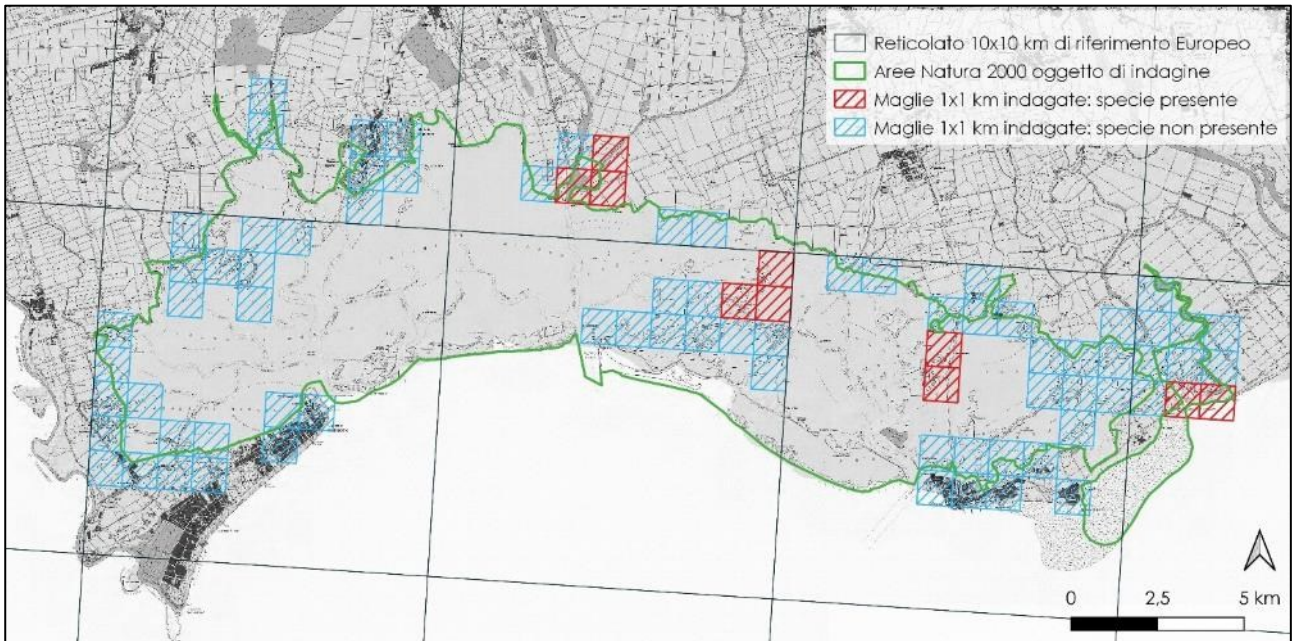 Reticolato 10x10 km di riferimento Europeo
Aree Natura 2000 oggetto di indagine
Maglie 1x1 km indagate: specie presente
Maglie 1x1 km indagate: specie non presente
0 2,5 5 km